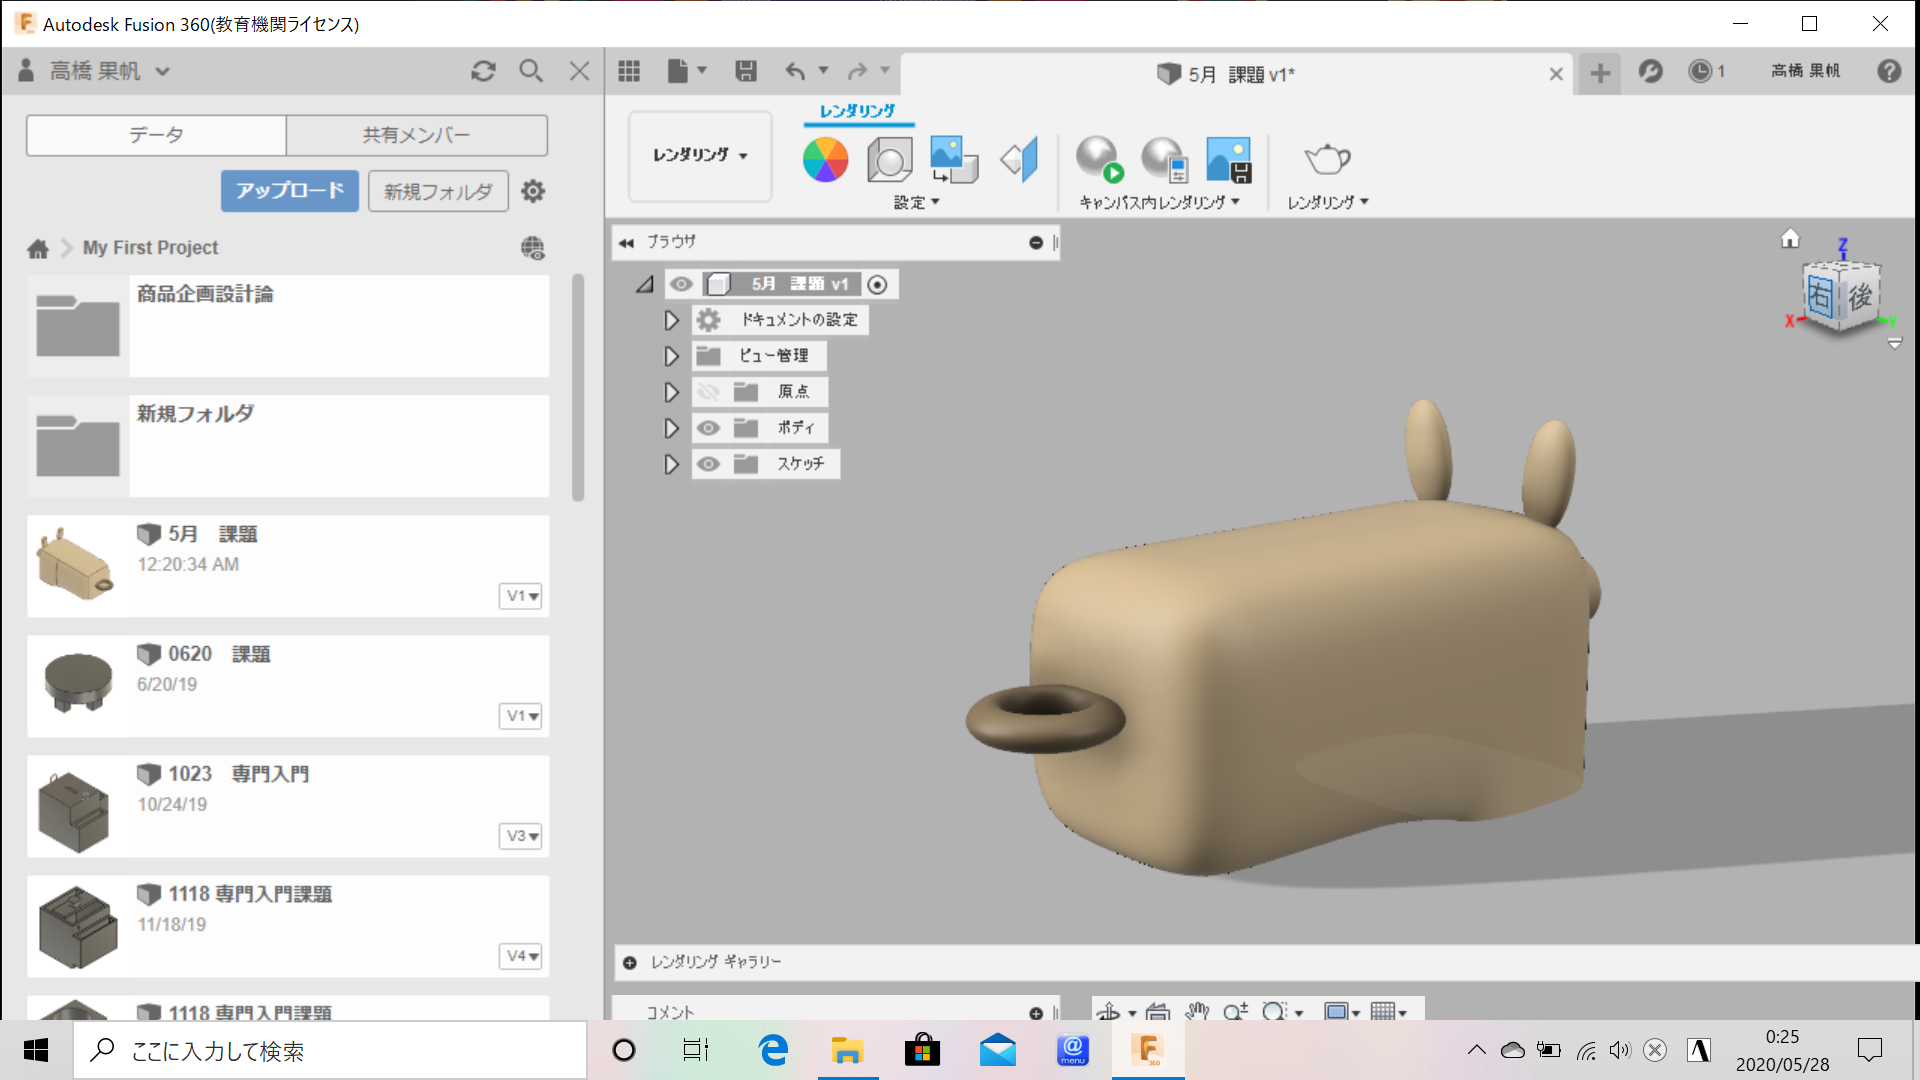 Autodesk Fusion 360(教育機関ライセンス)
高橋 果帆
5月　課題 v1*
1
高橋 果帆
データ
共有メンバー
アップロード
新規フォルダ
My First Project
商品企画設計論
新規フォルダ
5月　課題
12:20:34 AM
V1
0620　課題
6/20/19
V1
1023　専門入門
10/24/19
V3
1118 専門入門課題
11/18/19
V4
1118 専門入門課題
レンダリング
レンダリング
設定
キャンバス内レンダリング
レンダリング
ブラウザ
5月　課題 v1
ドキュメントの設定
ビュー管理
原点
ボディ
スケッチ
Z
右
後
X
Y
レンダリング ギャラリー
コメント
ここに入力して検索
@
menu
F
360
A
0:25
2020/05/28